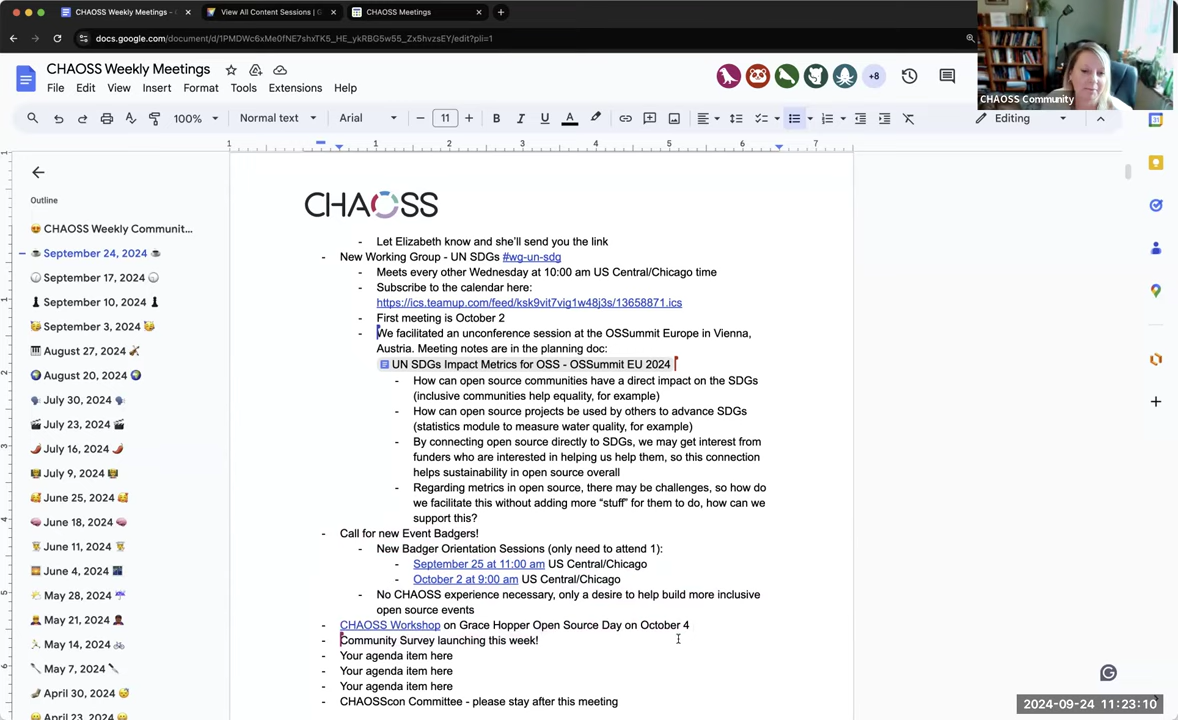 CHAOSS Weekly Meetings - 
View All Content Sessions | 
CHAOSS Meetings
docs.google.com/document/d/1PMDWc6xMe0fNE7shxTK5_HE_ykRBG5w55_Zx5hvzsEY/edit?pli=1
CHAOSS Weekly Meetings
+8
File Edit View Insert Format Tools Extensions Help
CHAOSS Community
100% Normal text Arial 11 Editing
1 1 2 3 4 5 6 7
Outline
CHAOSS Weekly Communit...
September 24, 2024
September 17, 2024
September 10, 2024
September 3, 2024
August 27, 2024
August 20, 2024
July 30, 2024
July 23, 2024
July 16, 2024
July 9, 2024
June 25, 2024
June 18, 2024
June 11, 2024
June 4, 2024
May 28, 2024
May 21, 2024
May 14, 2024
May 7, 2024
April 30, 2024
April 23, 2024
CHAOSS
- Let Elizabeth know and she'll send you the link
- New Working Group - UN SDGs #wg-un-sdg
- Meets every other Wednesday at 10:00 am US Central/Chicago time
- Subscribe to the calendar here:
https://ics.teamup.com/feed/ksk9vit7vig1w48j3s/13658871.ics
- First meeting is October 2
- We facilitated an unconference session at the OSSummit Europe in Vienna,
Austria. Meeting notes are in the planning doc:
UN SDGs Impact Metrics for OSS - OSSummit EU 2024
- How can open source communities have a direct impact on the SDGs
(inclusive communities help equality, for example)
- How can open source projects be used by others to advance SDGs
(statistics module to measure water quality, for example)
- By connecting open source directly to SDGs, we may get interest from
funders who are interested in helping us help them, so this connection
helps sustainability in open source overall
- Regarding metrics in open source, there may be challenges, so how do
we facilitate this without adding more “stuff” for them to do, how can we
support this?
- Call for new Event Badgers!
- New Badger Orientation Sessions (only need to attend 1):
- September 25 at 11:00 am US Central/Chicago
- October 2 at 9:00 am US Central/Chicago
- No CHAOSS experience necessary, only a desire to help build more inclusive
open source events
- CHAOSS Workshop on Grace Hopper Open Source Day on October 4
- Community Survey launching this week!
- Your agenda item here
- Your agenda item here
- Your agenda item here
- CHAOSScon Committee - please stay after this meeting
2024-09-24 11:23:10